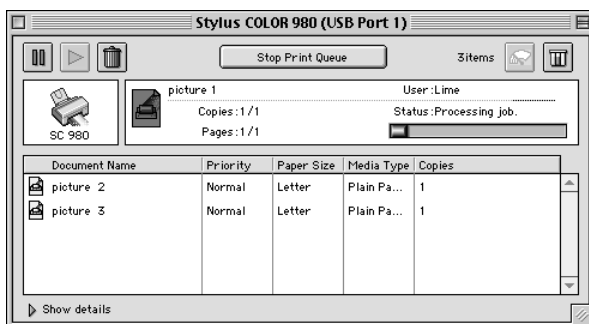 Stylus COLOR 980 (USB Port 1)
Stop Print Queue
3items
SC 980
picture 1
User:Lime
Copies:1/1
Status:Processing job.
Pages:1/1
Document Name Priority Paper Size Media Type Copies
picture 2 Normal Letter Plain Pa... 1
picture 3 Normal Letter Plain Pa... 1
Show details